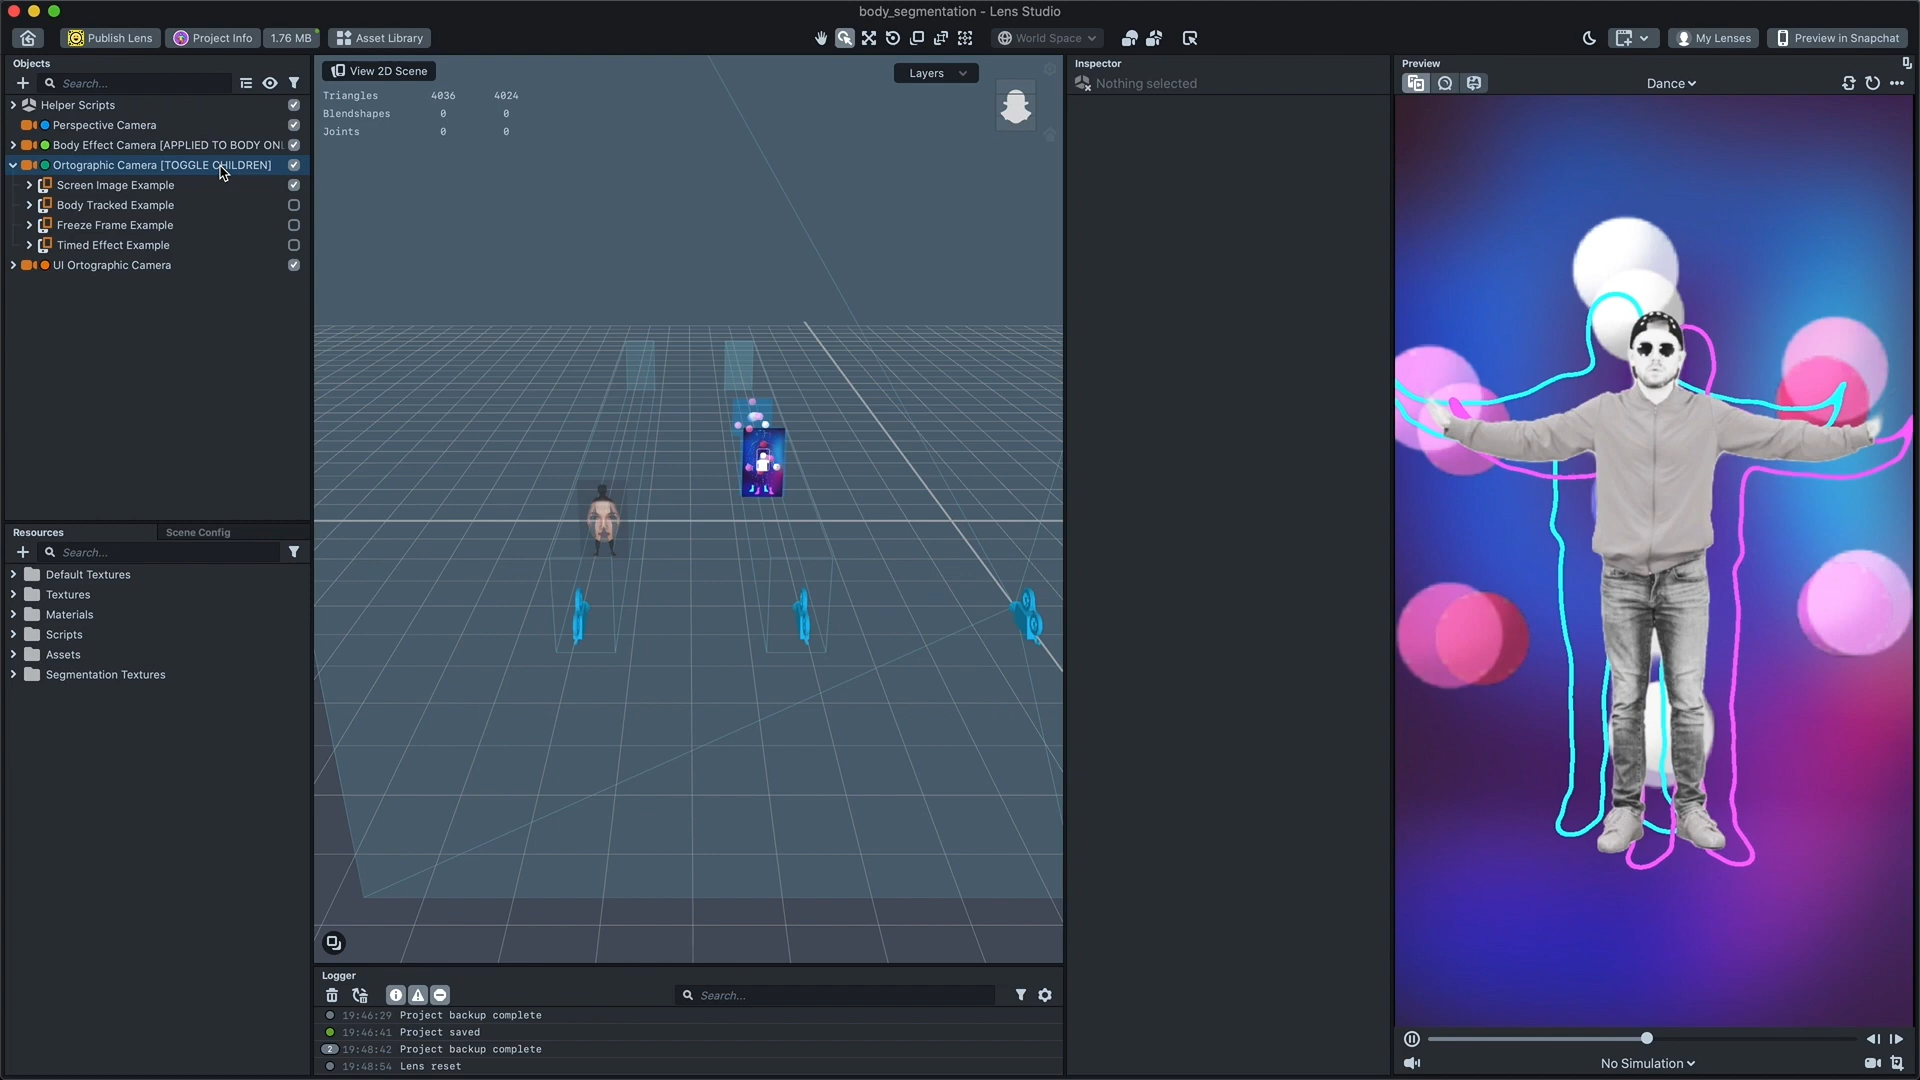 body_segmentation - Lens Studio
Publish Lens
Project Info
1.76 MB
Asset Library
World Space
My Lenses
Preview in Snapchat
Objects
Search...
Helper Scripts
Perspective Camera
Body Effect Camera [APPLIED TO BODY ON
Ortographic Camera [TOGGLE CHILDREN]
Screen Image Example
Body Tracked Example
Freeze Frame Example
Timed Effect Example
UI Ortographic Camera
Resources
Scene Config
Search...
Default Textures
Textures
Materials
Scripts
Assets
Segmentation Textures
View 2D Scene
Layers
Triangles 4036 4024
Blendshapes 0 0
Joints 0 0
Logger
Search...
19:46:29 Project backup complete
19:46:41 Project saved
2 19:48:42 Project backup complete
19:48:54 Lens reset
Inspector
Nothing selected
Preview
Dance
No Simulation